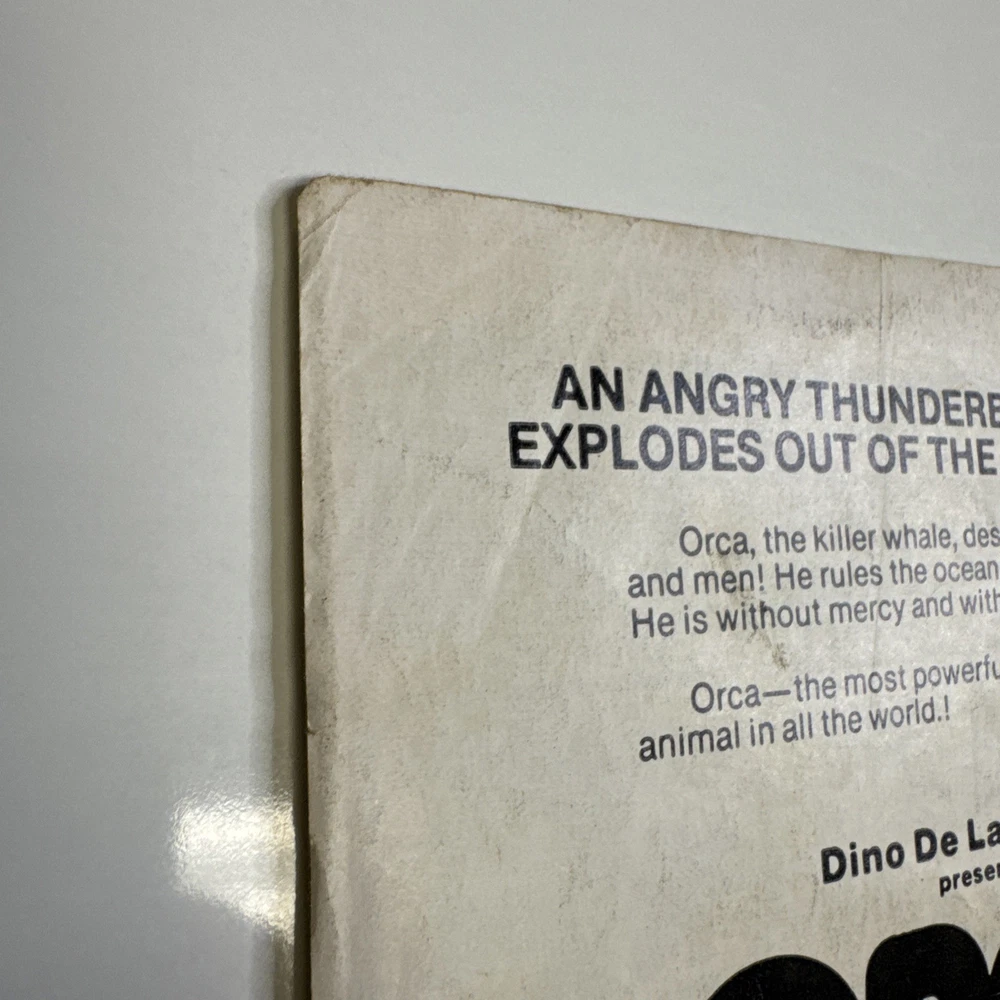 AN ANGRY THUNDERE
EXPLODES OUT OF THE
Orca, the killer whale, des
and men! He rules the ocean
He is without mercy and with
Orca—the most powerfu
animal in all the world.!
Dino De La
presen